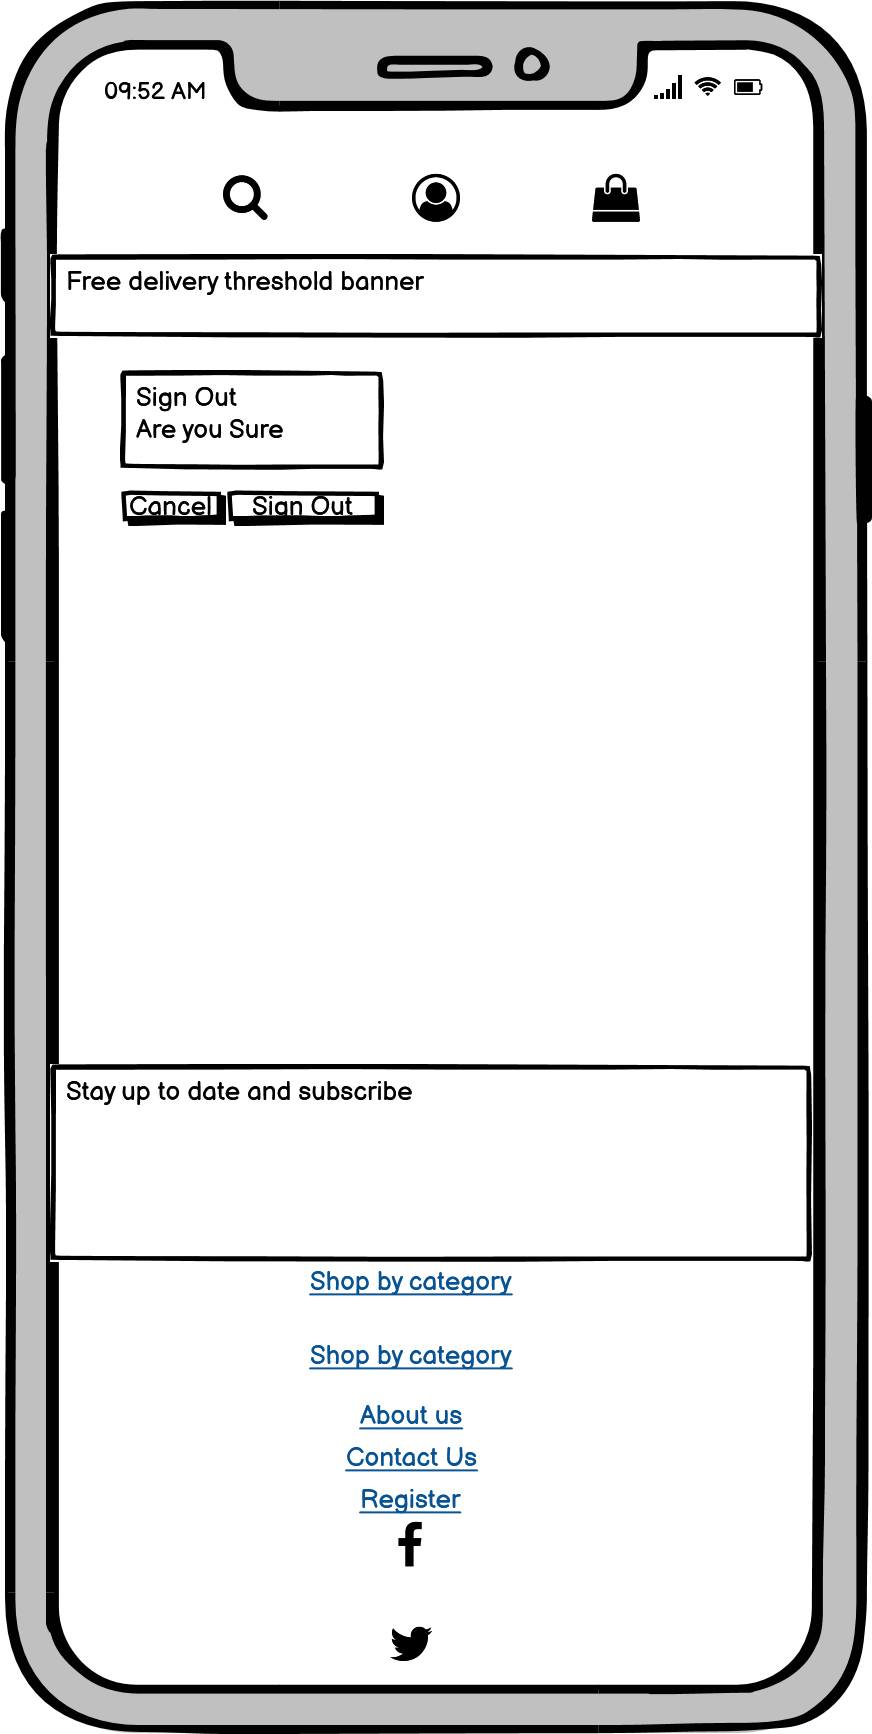 09:52 AM
Free delivery threshold banner
Sign Out
Are you Sure
Cancel
Sign Out
Stay up to date and subscribe
Shop by category
Shop by category
About us
Contact Us
Register